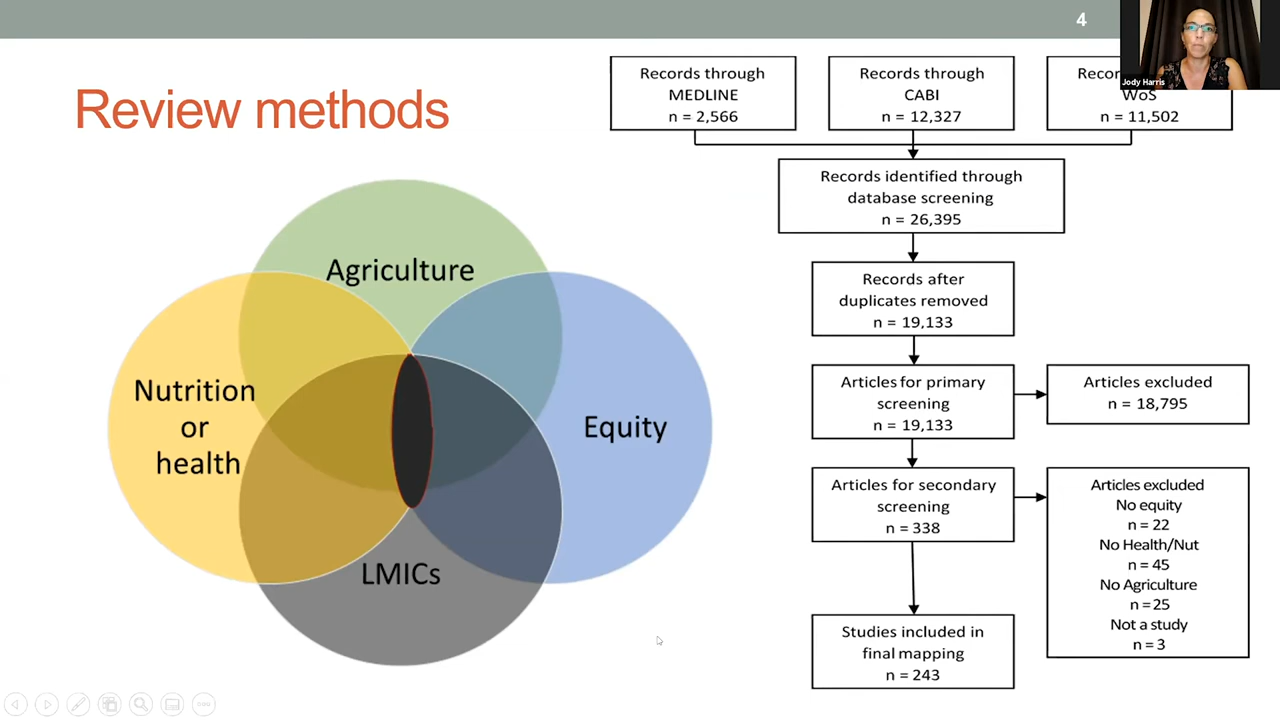 4
Jody Harris
Review methods
Agriculture
Nutrition
or
health
Equity
LMICs
Records through
MEDLINE
n = 2,566
Records through
CABI
n = 12,327
WoS
n = 11,502
Records identified through
database screening
n = 26,395
Records after
duplicates removed
n = 19,133
Articles for primary
screening
n = 19,133
Articles excluded
n = 18,795
Articles for secondary
screening
n = 338
Articles excluded
No equity
n = 22
No Health/Nut
n = 45
No Agriculture
n =25
Not a study
n = 3
Studies included in
final mapping
n = 243